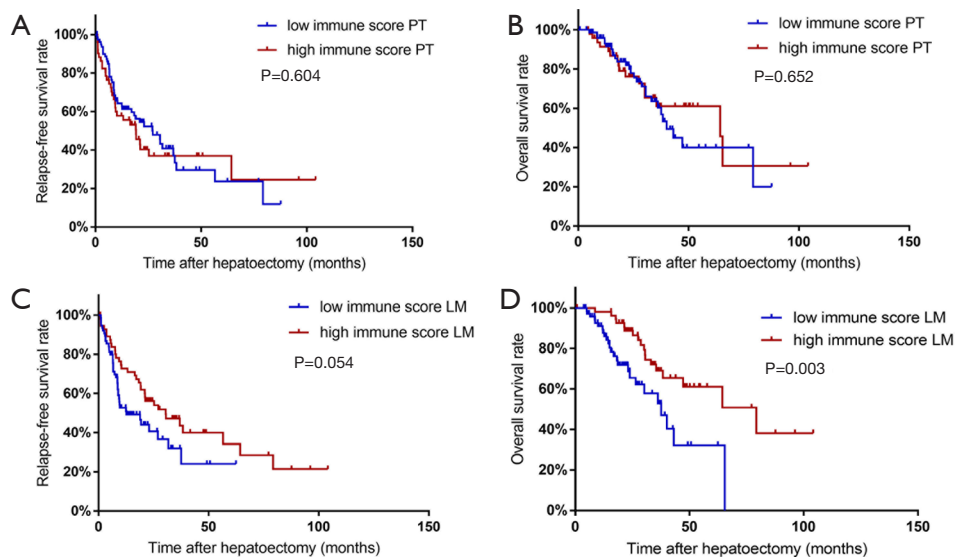 A
low immune score PT
high immune score PT
P=0.604
Relapse-free survival rate
100%
80%
60%
40%
20%
0%
0
50
100
150
Time after hepatoectomy (months)
B
low immune score PT
high immune score PT
P=0.652
Overall survival rate
100%
80%
60%
40%
20%
0%
0
50
100
150
Time after hepatoectomy (months)
C
low immune score LM
high immune score LM
P=0.054
Relapse-free survival rate
100%
80%
60%
40%
20%
0%
0
50
100
150
Time after hepatoectomy (months)
D
low immune score LM
high immune score LM
P=0.003
Overall survival rate
100%
80%
60%
40%
20%
0%
0
50
100
150
Time after hepatoectomy (months)